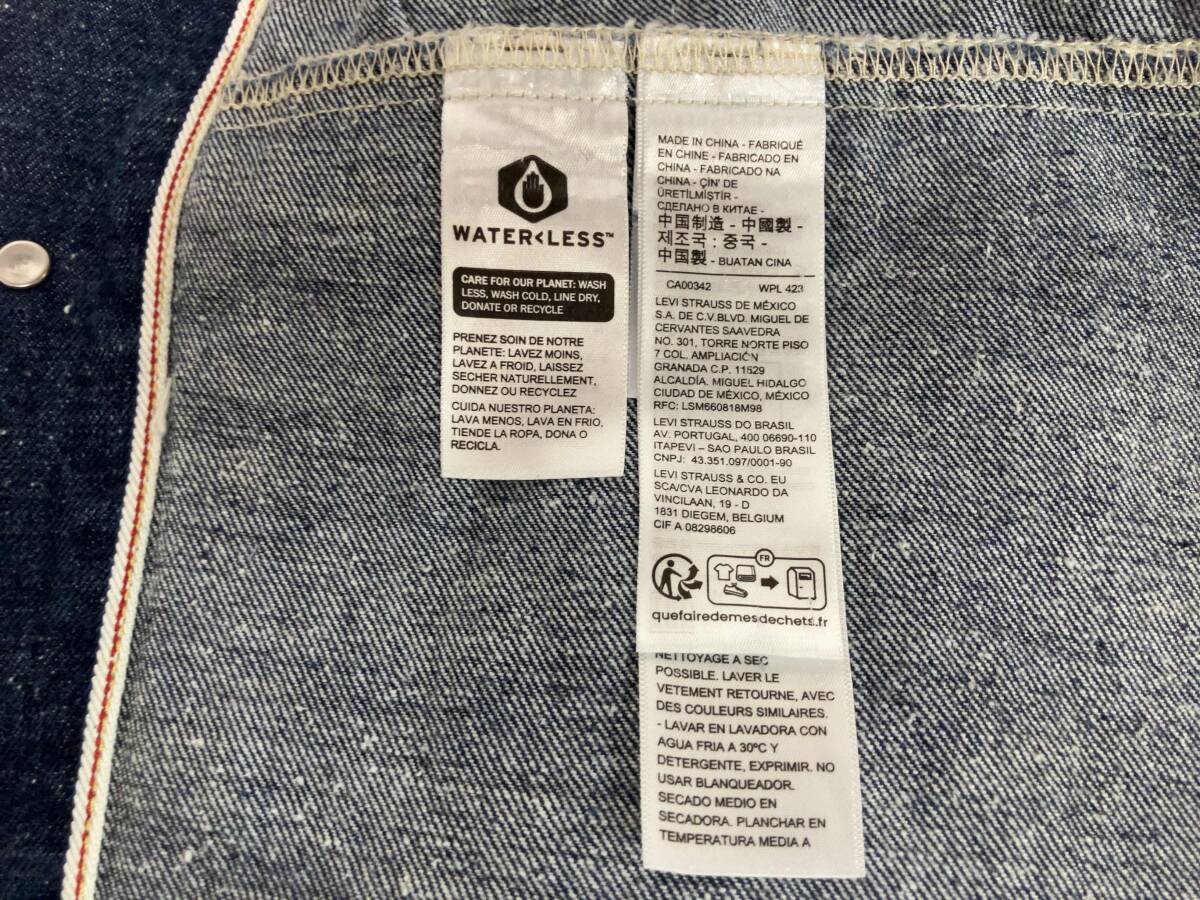 WATER<LESS™
CARE FOR OUR PLANET: WASH
LESS, WASH COLD, LINE DRY,
DONATE OR RECYCLE
PRENEZ SOIN DE NOTRE
PLANETE: LAVEZ MOINS,
LAVEZ A FROID, LAISSEZ
SECHER NATURELLEMENT,
DONNEZ OU RECYCLEZ
CUIDA NUESTRO PLANETA:
LAVA MENOS, LAVA EN FRIO,
TIENDE LA ROPA, DONA O
RECICLA.
MADE IN CHINA - FABRIQUÉ
EN CHINE - FABRICADO EN
CHINA - FABRICADO NA
CHINA - ÇİN' DE
ÜRETİLMİŞTİR -
СДЕЛАНО В КИТАЕ -
中国制造 - 中國製 -
제조국 : 중국 -
中国製 - BUATAN CINA
CA00342 WPL 423
LEVI STRAUSS DE MÉXICO
S.A. DE C.V.BLVD. MIGUEL DE
CERVANTES SAAVEDRA
NO. 301, TORRE NORTE PISO
7 COL. AMPLIACIÓN
GRANADA C.P. 11529
ALCALDÍA. MIGUEL HIDALGO
CIUDAD DE MÉXICO, MÉXICO
RFC: LSM660818M98
LEVI STRAUSS DO BRASIL
AV. PORTUGAL, 400 06690-110
ITAPEVI – SAO PAULO BRASIL
CNPJ: 43.351.097/0001-90
LEVI STRAUSS & CO. EU
SCA/CVA LEONARDO DA
VINCILAAN, 19 - D
1831 DIEGEM, BELGIUM
CIF A 08298606
FR
quefairedemesdechets.fr
NETTOYAGE A SEC
POSSIBLE. LAVER LE
VETEMENT RETOURNE, AVEC
DES COULEURS SIMILAIRES.
- LAVAR EN LAVADORA CON
AGUA FRIA A 30ºC Y
DETERGENTE, EXPRIMIR. NO
USAR BLANQUEADOR.
SECADO MEDIO EN
SECADORA. PLANCHAR EN
TEMPERATURA MEDIA A